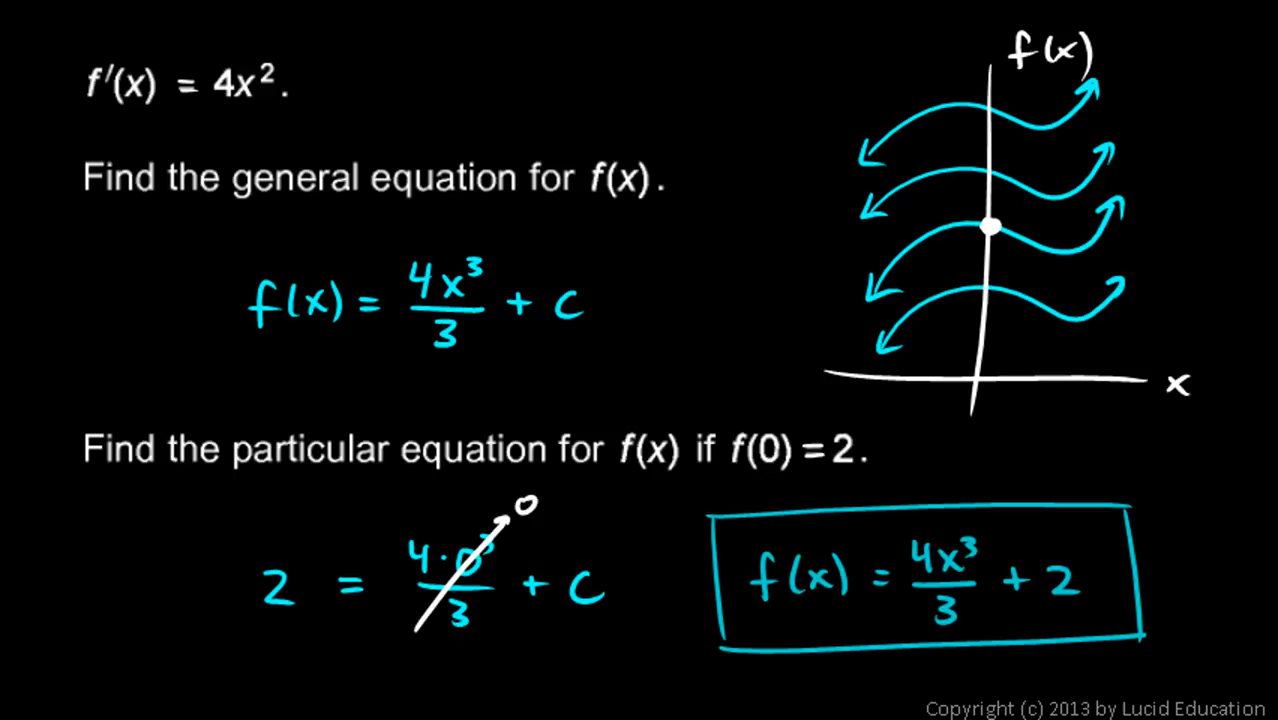 f'(x) = 4x².
Find the general equation for f(x).
f(x) = 4x³/3 + C
f(x)
x
Find the particular equation for f(x) if f(0) = 2.
2 = 4·0³/3 + C
0
f(x) = 4x³/3 + 2
Copyright (c) 2013 by Lucid Education